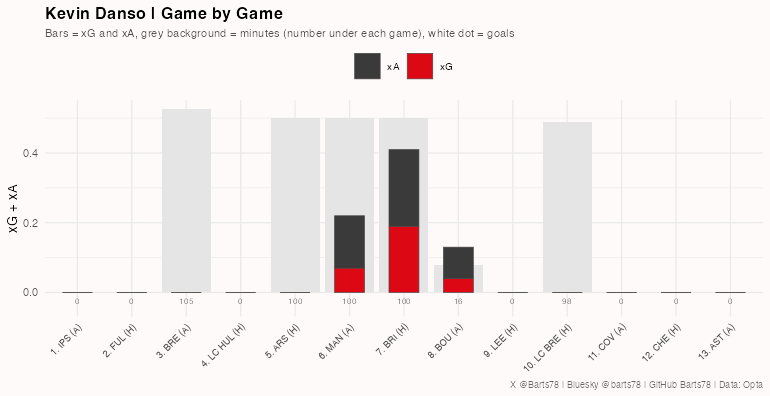 Kevin Danso | Game by Game
Bars = xG and xA, grey background = minutes (number under each game), white dot = goals
xA xG
xG + xA
0.4
0.2
0.0
0 0 105 0 100 100 100 16 0 98 0 0 0
1. IPS (A)
2. FUL (H)
3. BRE (A)
4. LC HUL (H)
5. ARS (H)
6. MAN (A)
7. BRI (H)
8. BOU (A)
9. LEE (H)
10. LC BRE (H)
11. COV (A)
12. CHE (H)
13. AST (A)
X @Barts78 | Bluesky @barts78 | GitHub Barts78 | Data: Opta